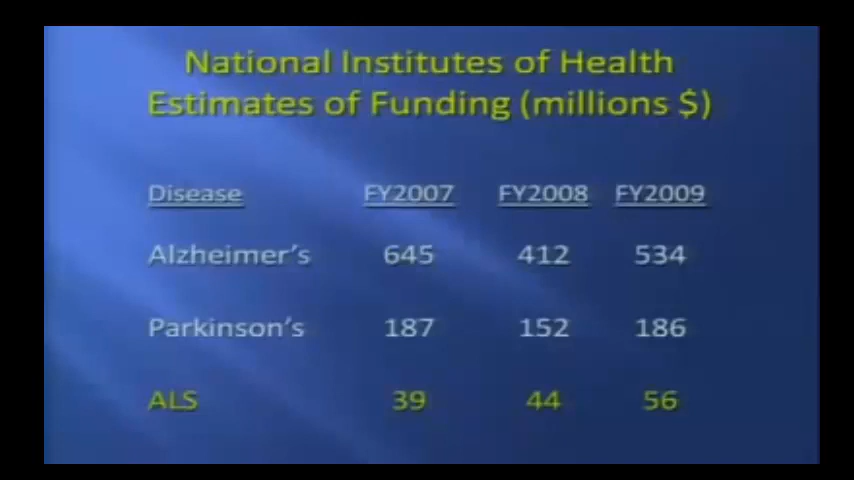 National Institutes of Health
Estimates of Funding (millions $)
Disease FY2007 FY2008 FY2009
Alzheimer's 645 412 534
Parkinson's 187 152 186
ALS 39 44 56